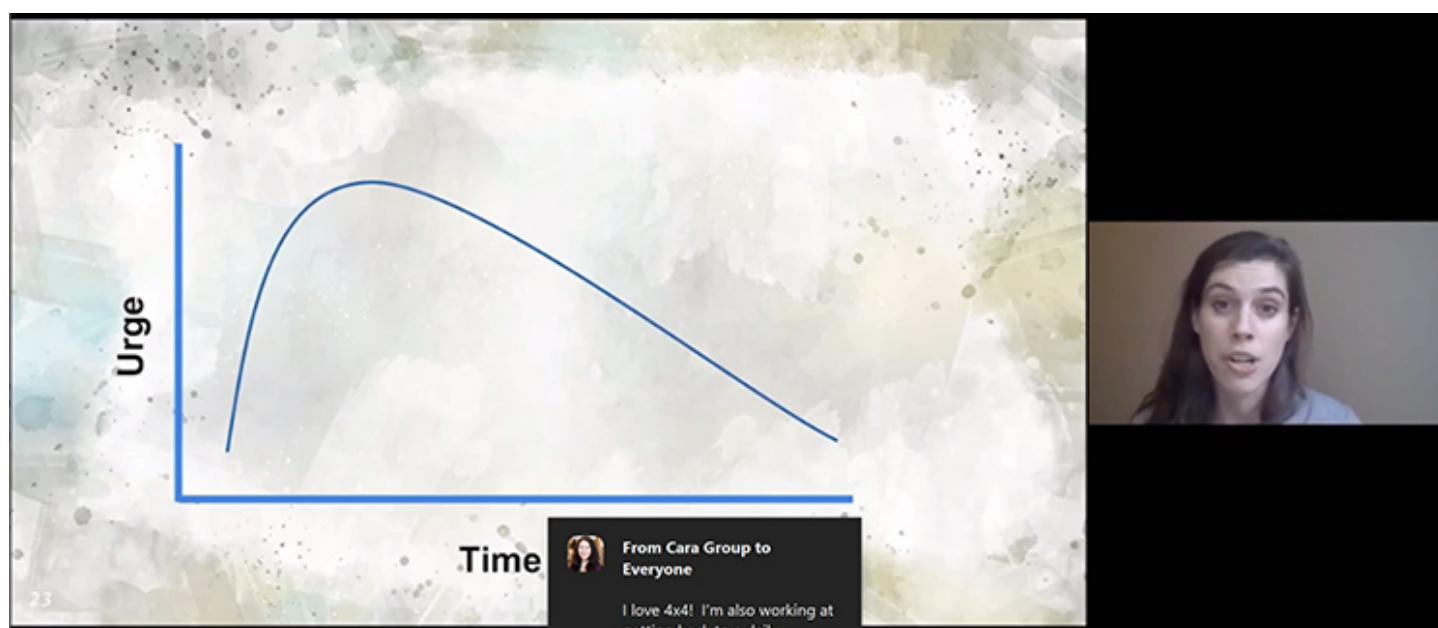 Urge
Time
From Cara Group to
Everyone
I love 4x4! I'm also working at
23